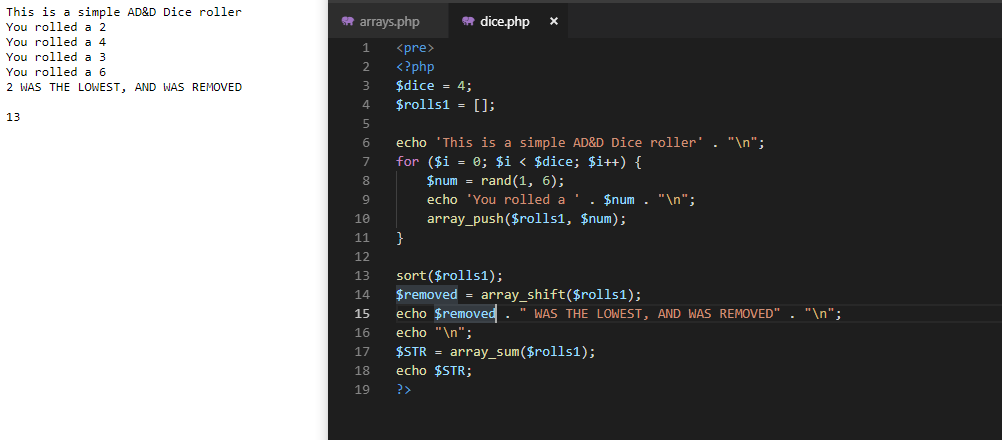 This is a simple AD&D Dice roller
You rolled a 2
You rolled a 4
You rolled a 3
You rolled a 6
2 WAS THE LOWEST, AND WAS REMOVED
13
arrays.php dice.php ×
1 <pre>
2 <?php
3 $dice = 4;
4 $rolls1 = [];
5
6 echo 'This is a simple AD&D Dice roller' . "\n";
7 for ($i = 0; $i < $dice; $i++) {
8     $num = rand(1, 6);
9     echo 'You rolled a ' . $num . "\n";
10     array_push($rolls1, $num);
11 }
12
13 sort($rolls1);
14 $removed = array_shift($rolls1);
15 echo $removed . " WAS THE LOWEST, AND WAS REMOVED" . "\n";
16 echo "\n";
17 $STR = array_sum($rolls1);
18 echo $STR;
19 ?>